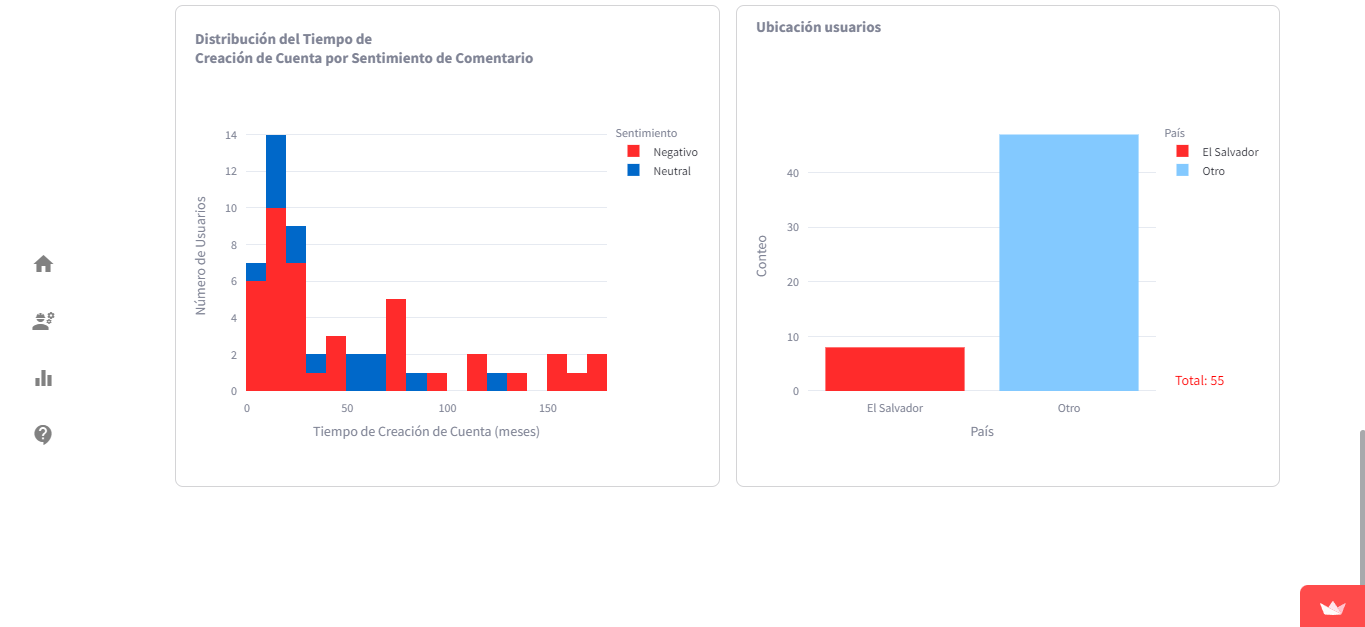 Distribución del Tiempo de
Creación de Cuenta por Sentimiento de Comentario
14
12
10
8
6
4
2
0
0
50
100
150
Número de Usuarios
Tiempo de Creación de Cuenta (meses)
Sentimiento
Negativo
Neutral
Ubicación usuarios
40
30
20
10
0
Conteo
El Salvador
Otro
País
País
El Salvador
Otro
Total: 55